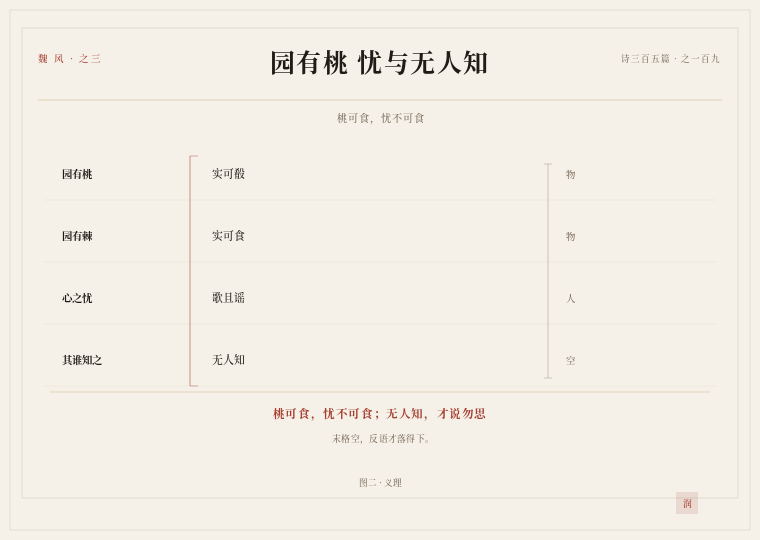 魏 风 · 之三
园有桃 忧与无人知
诗三百五篇 · 之一百九
桃可食，忧不可食
园有桃 实可殽 物
园有棘 实可食 物
心之忧 歌且谣 人
其谁知之 无人知 空
桃可食，忧不可食；无人知，才说勿思
末格空，反语才落得下。
图二 · 义理
润